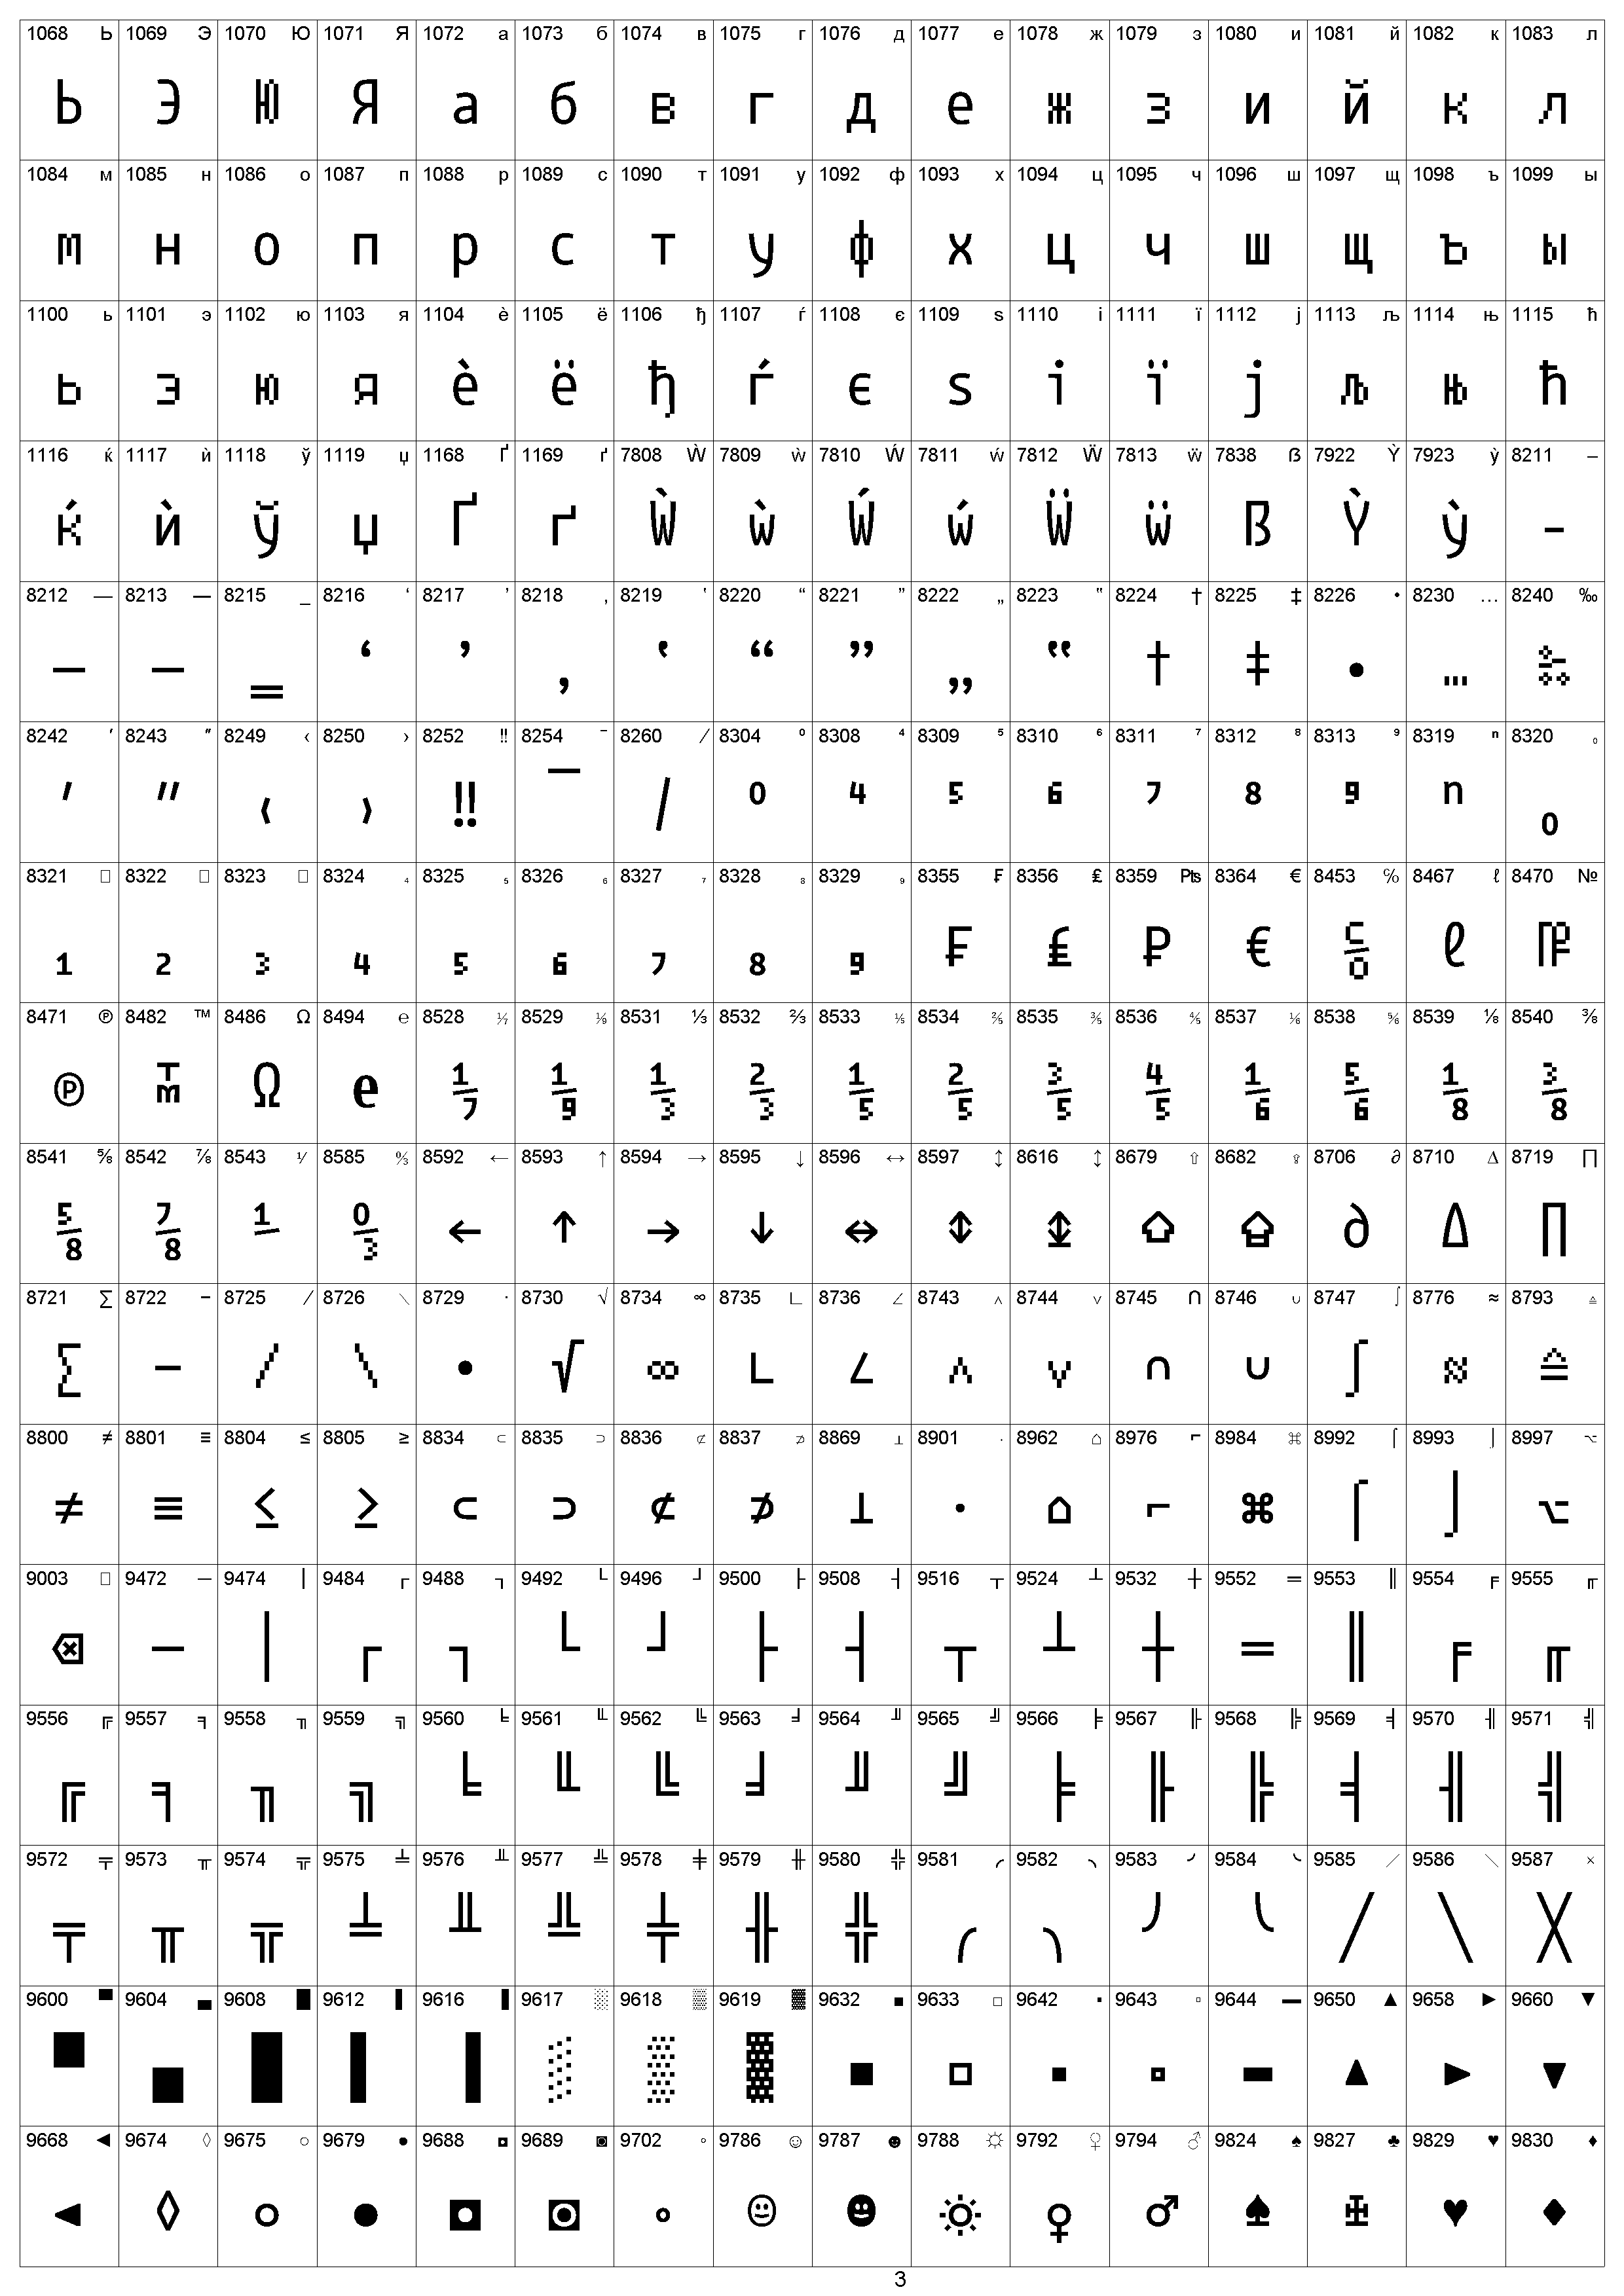 1068 Ь 1069 Э 1070 Ю 1071 Я 1072 а 1073 б 1074 в 1075 г 1076 д 1077 е 1078 ж 1079 з 1080 и 1081 й 1082 к 1083 л
Ь Э Ю Я а б в г д е ж з и й к л
1084 м 1085 н 1086 о 1087 п 1088 р 1089 с 1090 т 1091 у 1092 ф 1093 х 1094 ц 1095 ч 1096 ш 1097 щ 1098 ъ 1099 ы
м н о п р с т у ф х ц ч ш щ ъ ы
1100 ь 1101 э 1102 ю 1103 я 1104 ѐ 1105 ё 1106 ђ 1107 ѓ 1108 є 1109 ѕ 1110 і 1111 ї 1112 ј 1113 љ 1114 њ 1115 ћ
ь э ю я ѐ ё ђ ѓ є ѕ і ї ј љ њ ћ
1116 ќ 1117 ѝ 1118 ў 1119 џ 1168 Ґ 1169 ґ 7808 Ẁ 7809 ẁ 7810 Ẃ 7811 ẃ 7812 Ẅ 7813 ẅ 7838 ẞ 7922 Ỳ 7923 ỳ 8211 –
ќ ѝ ў џ Ґ ґ Ẁ ẁ Ẃ ẃ Ẅ ẅ ẞ Ỳ ỳ –
8212 — 8213 ― 8215 ‗ 8216 ‘ 8217 ’ 8218 ‚ 8219 ‛ 8220 “ 8221 ” 8222 „ 8223 ‟ 8224 † 8225 ‡ 8226 • 8230 … 8240 ‰
— ― ‗ ‘ ’ ‚ ‛ “ ” „ ‟ † ‡ • … ‰
8242 ′ 8243 ″ 8249 ‹ 8250 › 8252 ‼ 8254 ‾ 8260 ⁄ 8304 ⁰ 8308 ⁴ 8309 ⁵ 8310 ⁶ 8311 ⁷ 8312 ⁸ 8313 ⁹ 8319 ⁿ 8320 ₀
′ ″ ‹ › ‼ ‾ ⁄ ⁰ ⁴ ⁵ ⁶ ⁷ ⁸ ⁹ ⁿ ₀
8321 □ 8322 □ 8323 □ 8324 ₄ 8325 ₅ 8326 ₆ 8327 ₇ 8328 ₈ 8329 ₉ 8355 ₣ 8356 ₤ 8359 ₧ 8364 € 8453 ℅ 8467 ℓ 8470 №
₁ ₂ ₃ ₄ ₅ ₆ ₇ ₈ ₉ ₣ ₤ ₧ € ℅ ℓ №
8471 ℗ 8482 ™ 8486 Ω 8494 ℮ 8528 ⅐ 8529 ⅑ 8531 ⅓ 8532 ⅔ 8533 ⅕ 8534 ⅖ 8535 ⅗ 8536 ⅘ 8537 ⅙ 8538 ⅚ 8539 ⅛ 8540 ⅜
℗ ™ Ω ℮ ⅐ ⅑ ⅓ ⅔ ⅕ ⅖ ⅗ ⅘ ⅙ ⅚ ⅛ ⅜
8541 ⅝ 8542 ⅞ 8543 ⅟ 8585 ↉ 8592 ← 8593 ↑ 8594 → 8595 ↓ 8596 ↔ 8597 ↕ 8616 ↨ 8679 ⇧ 8682 ⇪ 8706 ∂ 8710 ∆ 8719 ∏
⅝ ⅞ ⅟ ↉ ← ↑ → ↓ ↔ ↕ ↨ ⇧ ⇪ ∂ ∆ ∏
8721 ∑ 8722 − 8725 ∕ 8726 ∖ 8729 ∙ 8730 √ 8734 ∞ 8735 ∟ 8736 ∠ 8743 ∧ 8744 ∨ 8745 ∩ 8746 ∪ 8747 ∫ 8776 ≈ 8793 ≙
∑ − ∕ ∖ ∙ √ ∞ ∟ ∠ ∧ ∨ ∩ ∪ ∫ ≈ ≙
8800 ≠ 8801 ≡ 8804 ≤ 8805 ≥ 8834 ⊂ 8835 ⊃ 8836 ⊄ 8837 ⊅ 8869 ⊥ 8901 ⋅ 8962 ⌂ 8976 ⌐ 8984 ⌘ 8992 ⌠ 8993 ⌡ 8997 ⌥
≠ ≡ ≤ ≥ ⊂ ⊃ ⊄ ⊅ ⊥ ⋅ ⌂ ⌐ ⌘ ⌠ ⌡ ⌥
9003 □ 9472 ─ 9474 │ 9484 ┌ 9488 ┐ 9492 └ 9496 ┘ 9500 ├ 9508 ┤ 9516 ┬ 9524 ┴ 9532 ┼ 9552 ═ 9553 ║ 9554 ╒ 9555 ╓
⌫ ─ │ ┌ ┐ └ ┘ ├ ┤ ┬ ┴ ┼ ═ ║ ╒ ╓
9556 ╔ 9557 ╕ 9558 ╖ 9559 ╗ 9560 ╘ 9561 ╙ 9562 ╚ 9563 ╛ 9564 ╜ 9565 ╝ 9566 ╞ 9567 ╟ 9568 ╠ 9569 ╡ 9570 ╢ 9571 ╣
╔ ╕ ╖ ╗ ╘ ╙ ╚ ╛ ╜ ╝ ╞ ╟ ╠ ╡ ╢ ╣
9572 ╤ 9573 ╥ 9574 ╦ 9575 ╧ 9576 ╨ 9577 ╩ 9578 ╪ 9579 ╫ 9580 ╬ 9581 ╭ 9582 ╮ 9583 ╯ 9584 ╰ 9585 ╱ 9586 ╲ 9587 ╳
╤ ╥ ╦ ╧ ╨ ╩ ╪ ╫ ╬ ╭ ╮ ╯ ╰ ╱ ╲ ╳
9600 ▀ 9604 ▄ 9608 █ 9612 ▌ 9616 ▐ 9617 ░ 9618 ▒ 9619 ▓ 9632 ■ 9633 □ 9642 ▪ 9643 ▫ 9644 ▬ 9650 ▲ 9658 ► 9660 ▼
▀ ▄ █ ▌ ▐ ░ ▒ ▓ ■ □ ▪ ▫ ▬ ▲ ► ▼
9668 ◄ 9674 ◊ 9675 ○ 9679 ● 9688 ◘ 9689 ◙ 9702 ◦ 9786 ☺ 9787 ☻ 9788 ☼ 9792 ♀ 9794 ♂ 9824 ♠ 9827 ♣ 9829 ♥ 9830 ♦
◄ ◊ ○ ● ◘ ◙ ◦ ☺ ☻ ☼ ♀ ♂ ♠ ♣ ♥ ♦
3